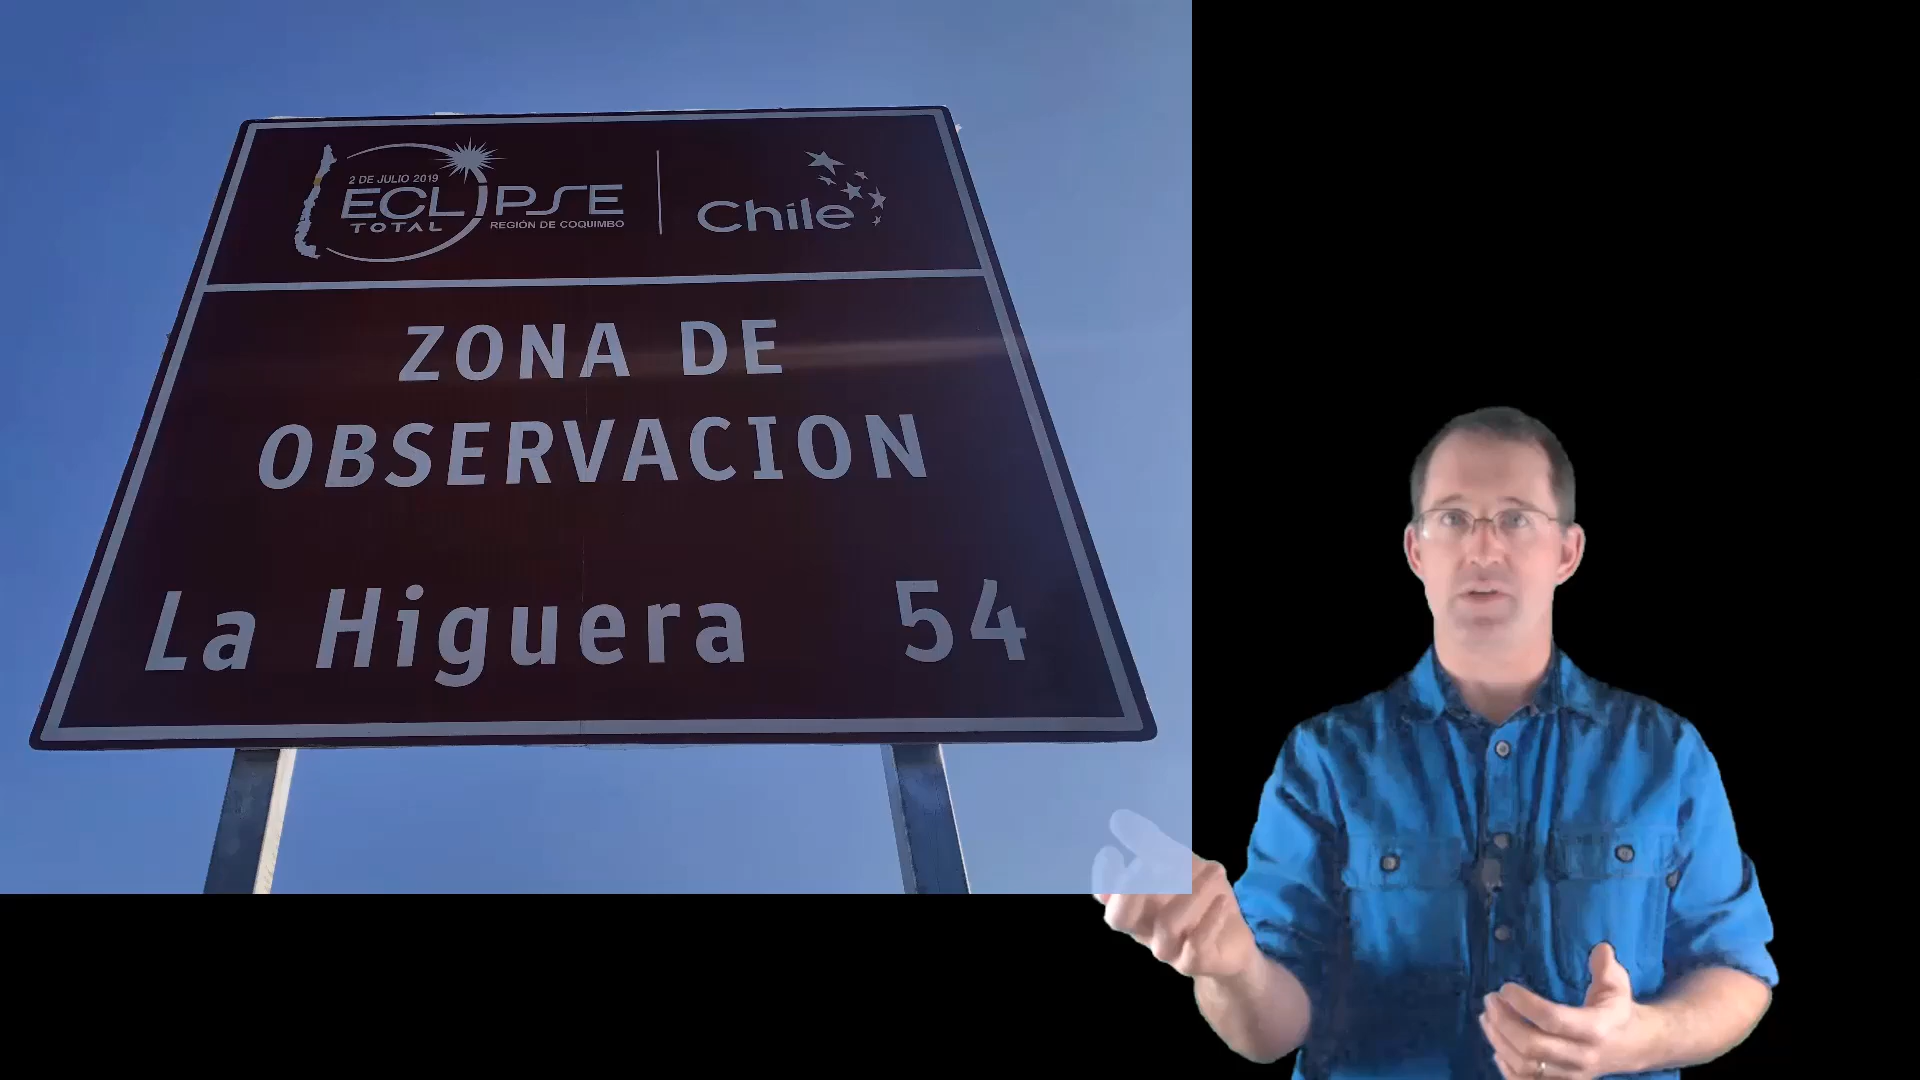 2 DE JULIO 2019
ECLIPSE
TOTAL
REGIÓN DE COQUIMBO
Chile
ZONA DE
OBSERVACION
La Higuera 54